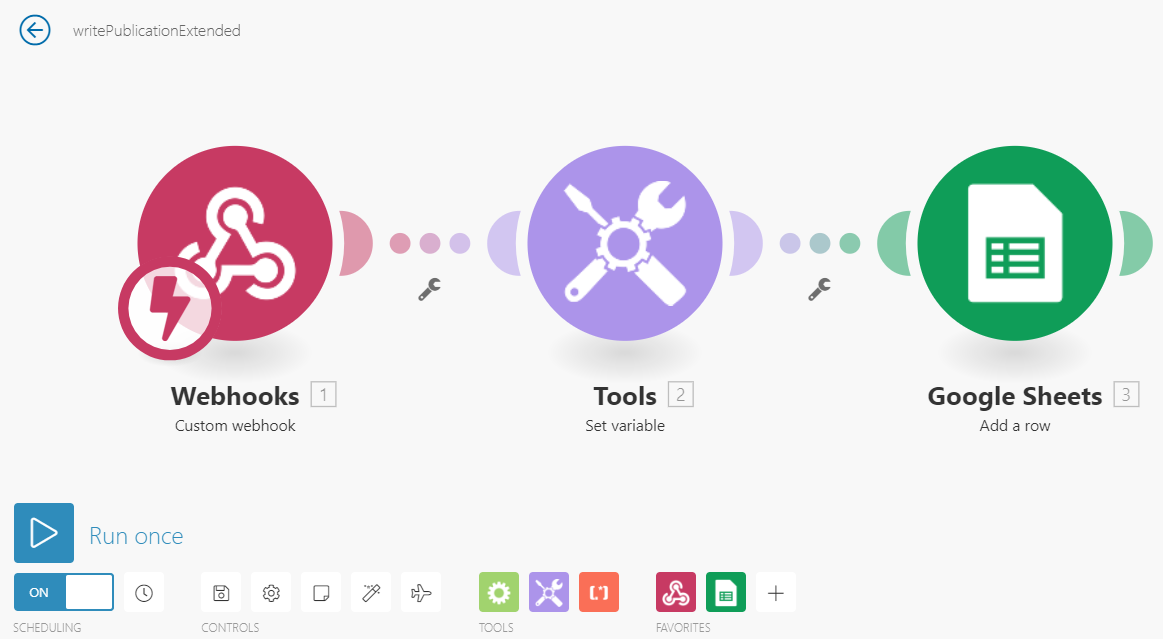 writePublicationExtended
Webhooks 1
Custom webhook
Tools 2
Set variable
Google Sheets 3
Add a row
Run once
ON
SCHEDULING
CONTROLS
[*]
TOOLS
FAVORITES